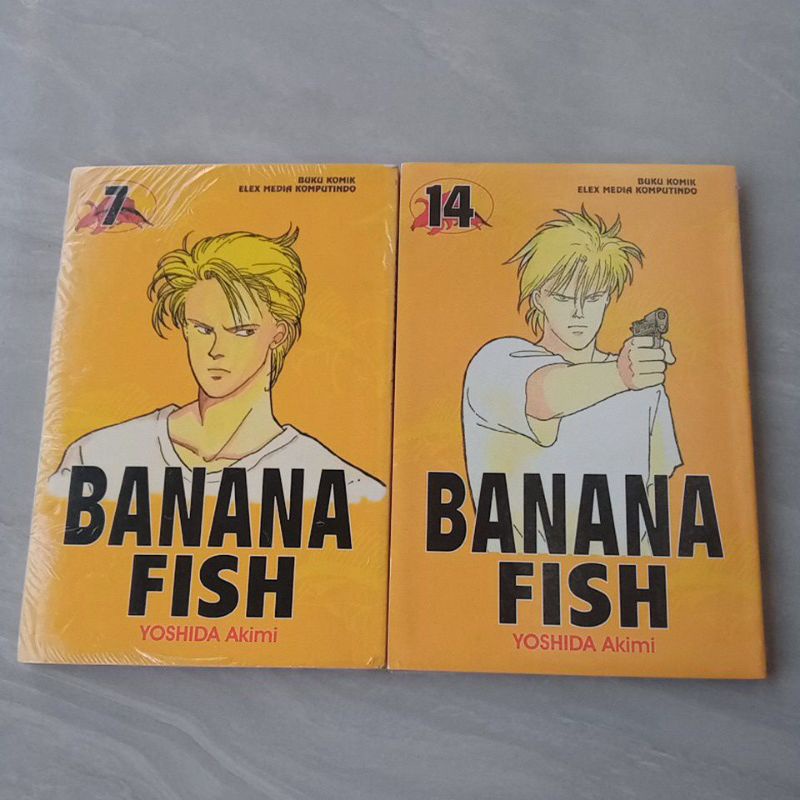 7
BUKU KOMIK
ELEX MEDIA KOMPUTINDO
BANANA
FISH
YOSHIDA Akimi
14
BUKU KOMIK
ELEX MEDIA KOMPUTINDO
BANANA
FISH
YOSHIDA Akimi